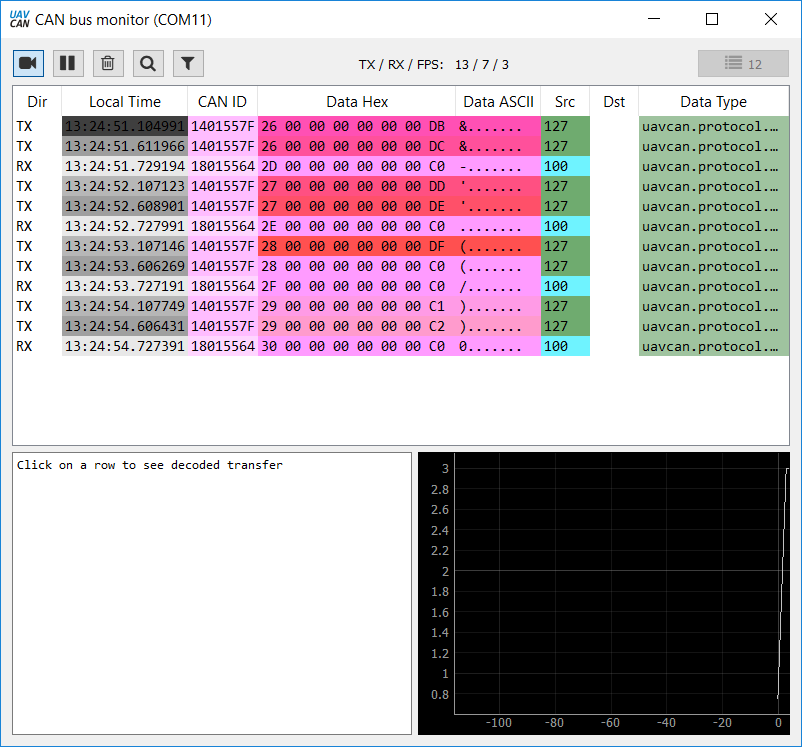 UAV CAN CAN bus monitor (COM11)
TX / RX / FPS: 13 / 7 / 3 12
Dir Local Time CAN ID Data Hex Data ASCII Src Dst Data Type
TX 13:24:51.104991 1401557F 26 00 00 00 00 00 00 DB &....... 127 uavcan.protocol....
TX 13:24:51.611966 1401557F 26 00 00 00 00 00 00 DC &....... 127 uavcan.protocol....
RX 13:24:51.729194 18015564 2D 00 00 00 00 00 00 C0 -....... 100 uavcan.protocol....
TX 13:24:52.107123 1401557F 27 00 00 00 00 00 00 DD '....... 127 uavcan.protocol....
TX 13:24:52.608901 1401557F 27 00 00 00 00 00 00 DE '....... 127 uavcan.protocol....
RX 13:24:52.727991 18015564 2E 00 00 00 00 00 00 C0 ........ 100 uavcan.protocol....
TX 13:24:53.107146 1401557F 28 00 00 00 00 00 00 DF (....... 127 uavcan.protocol....
TX 13:24:53.606269 1401557F 28 00 00 00 00 00 00 C0 (....... 127 uavcan.protocol....
RX 13:24:53.727191 18015564 2F 00 00 00 00 00 00 C0 /....... 100 uavcan.protocol....
TX 13:24:54.107749 1401557F 29 00 00 00 00 00 00 C1 )....... 127 uavcan.protocol....
TX 13:24:54.606431 1401557F 29 00 00 00 00 00 00 C2 )....... 127 uavcan.protocol....
RX 13:24:54.727391 18015564 30 00 00 00 00 00 00 C0 0....... 100 uavcan.protocol....
Click on a row to see decoded transfer
3
2.8
2.6
2.4
2.2
2
1.8
1.6
1.4
1.2
1
0.8
-100 -80 -60 -40 -20 0